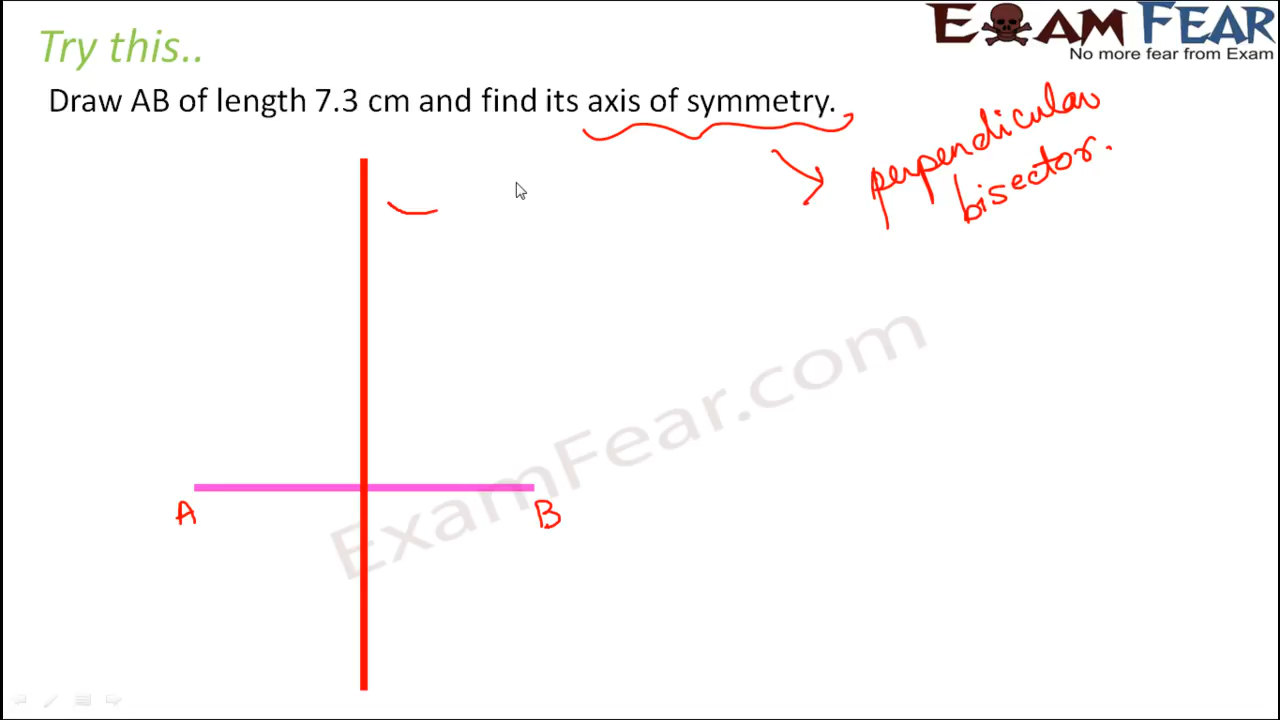 Try this..
EXAM FEAR
No more fear from Exam
Draw AB of length 7.3 cm and find its axis of symmetry.
perpendicular
bisector.
A
B
ExamFear.com